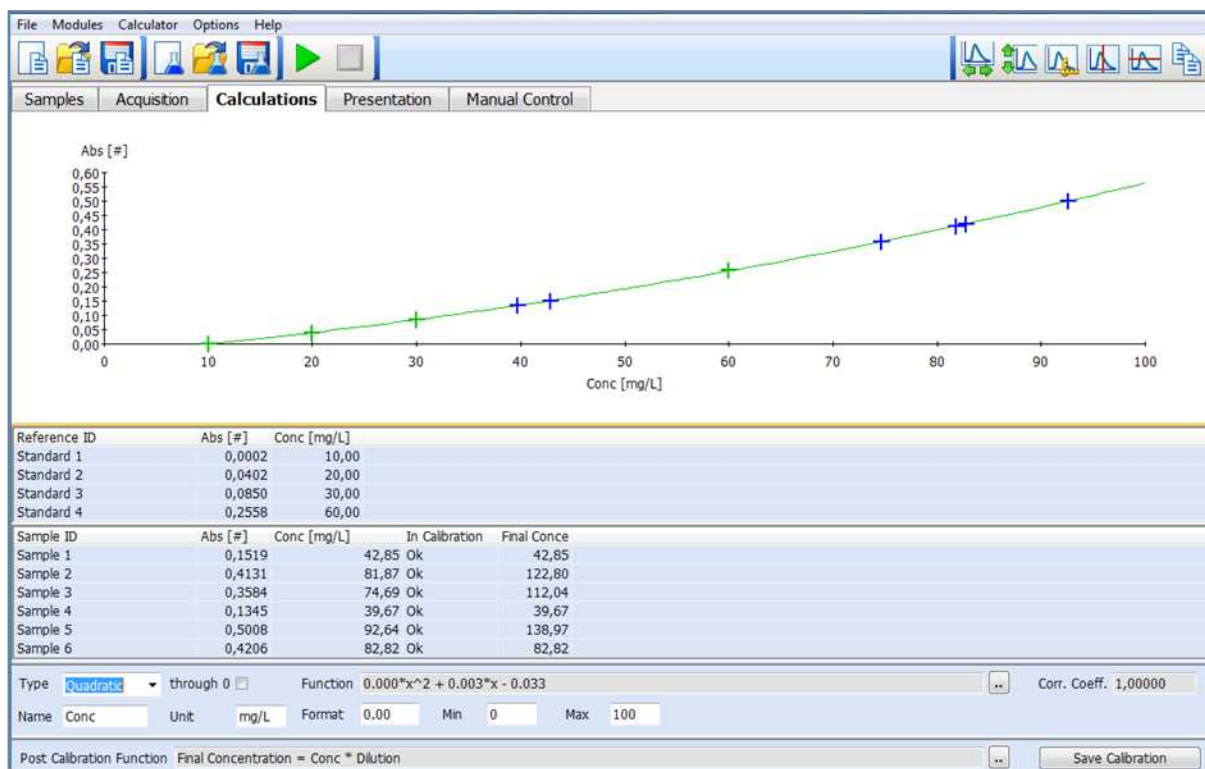 File Modules Calculator Options Help
Samples Acquisition Calculations Presentation Manual Control
Abs [#]
0,60
0,55
0,50
0,45
0,40
0,35
0,30
0,25
0,20
0,15
0,10
0,05
0,00
0 10 20 30 40 50 60 70 80 90 100
Conc [mg/L]
Reference ID Abs [#] Conc [mg/L]
Standard 1 0,0002 10,00
Standard 2 0,0402 20,00
Standard 3 0,0850 30,00
Standard 4 0,2558 60,00
Sample ID Abs [#] Conc [mg/L] In Calibration Final Conce
Sample 1 0,1519 42,85 Ok 42,85
Sample 2 0,4131 81,87 Ok 122,80
Sample 3 0,3584 74,69 Ok 112,04
Sample 4 0,1345 39,67 Ok 39,67
Sample 5 0,5008 92,64 Ok 138,97
Sample 6 0,4206 82,82 Ok 82,82
Type Quadratic through 0 Function 0.000*x^2 + 0.003*x - 0.033 .. Corr. Coeff. 1,00000
Name Conc Unit mg/L Format 0.00 Min 0 Max 100
Post Calibration Function Final Concentration = Conc * Dilution .. Save Calibration